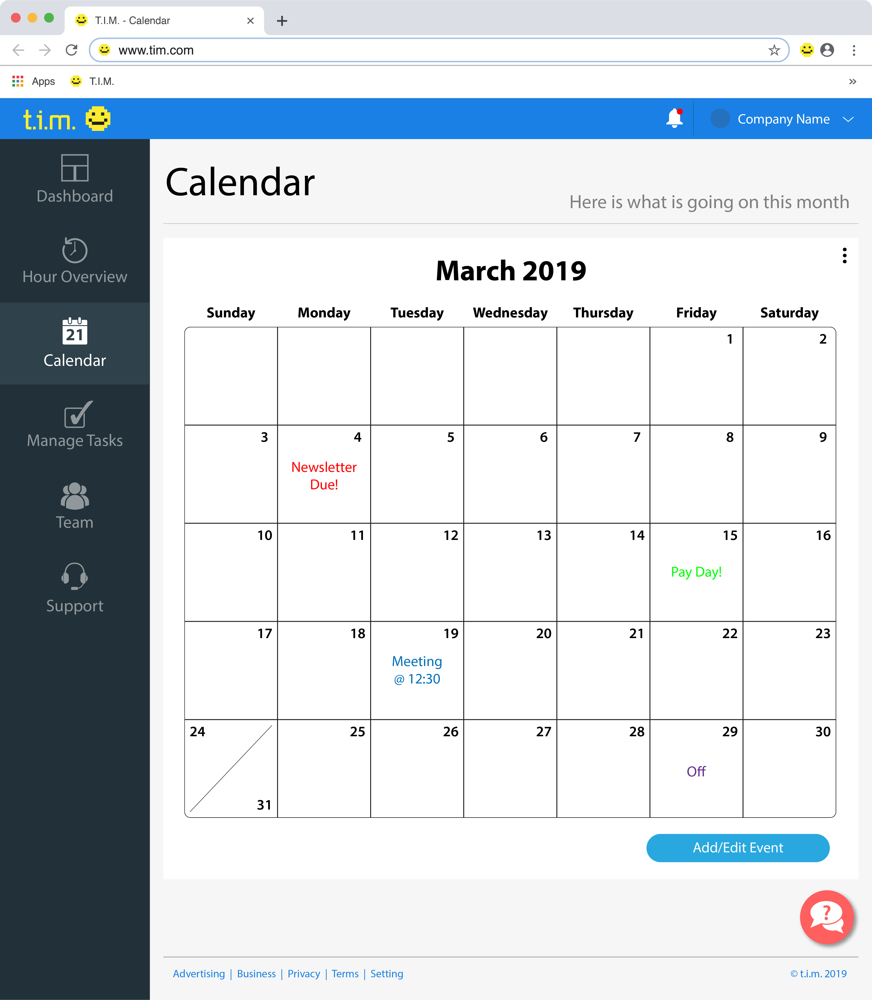 T.I.M. - Calendar
www.tim.com
Apps T.I.M.
t.i.m. Company Name
Dashboard
Hour Overview
21
Calendar
Manage Tasks
Team
Support
Calendar
Here is what is going on this month
March 2019
Sunday Monday Tuesday Wednesday Thursday Friday Saturday
1 2
3 4 5 6 7 8 9
Newsletter
Due!
10 11 12 13 14 15 16
Pay Day!
17 18 19 20 21 22 23
Meeting
@ 12:30
24 25 26 27 28 29 30
Off
31
Add/Edit Event
?
Advertising | Business | Privacy | Terms | Setting © t.i.m. 2019